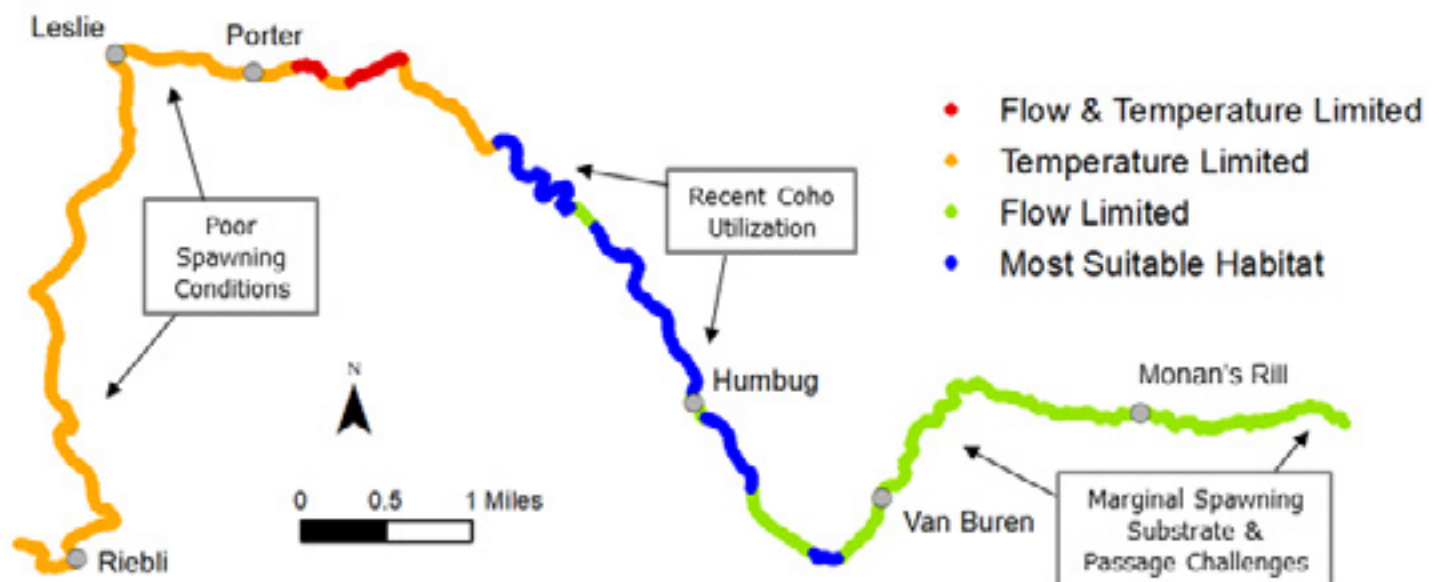 Leslie
Porter
Flow & Temperature Limited
Temperature Limited
Flow Limited
Most Suitable Habitat
Recent Coho
Utilization
Poor
Spawning
Conditions
N
Humbug
Monan's Rill
0 0.5 1 Miles
Van Buren
Marginal Spawning
Substrate &
Passage Challenges
Riebli